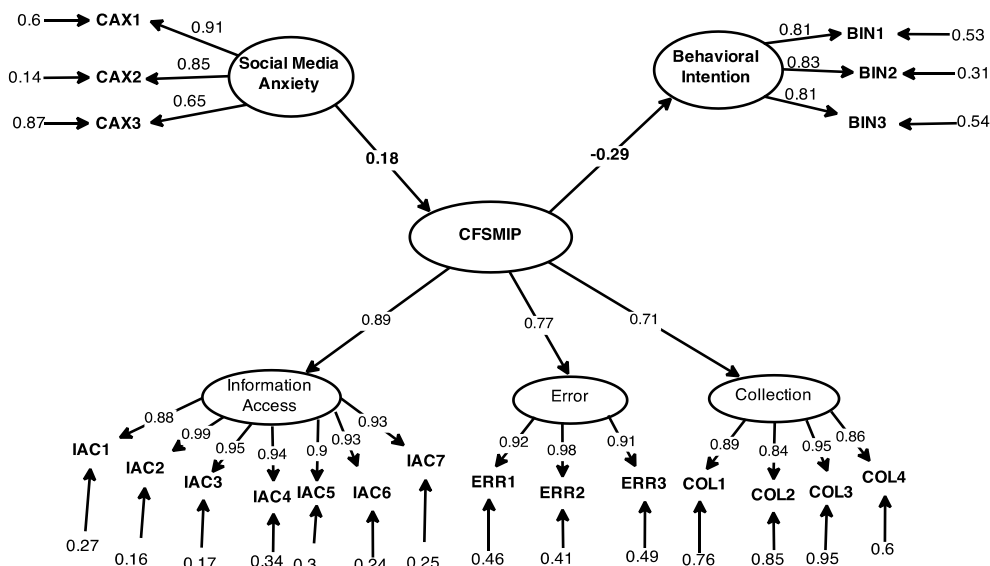 0.6
CAX1
0.91
Social Media
Anxiety
0.14
CAX2
0.85
0.87
CAX3
0.65
Behavioral
Intention
0.81
BIN1
0.53
0.83
BIN2
0.31
0.81
BIN3
0.54
0.18
-0.29
CFSMIP
0.89
0.77
0.71
Information
Access
Error
Collection
0.88
0.99
0.95
0.94
0.9
0.93
0.93
0.92
0.98
0.91
0.89
0.84
0.95
0.86
IAC1
IAC2
IAC3
IAC4
IAC5
IAC6
IAC7
ERR1
ERR2
ERR3
COL1
COL2
COL3
COL4
0.27
0.16
0.17
0.34
0.3
0.24
0.25
0.46
0.41
0.49
0.76
0.85
0.95
0.6